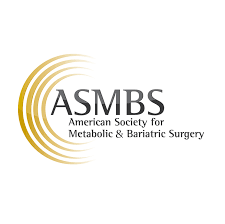 ASMBS
American Society for
Metabolic & Bariatric Surgery